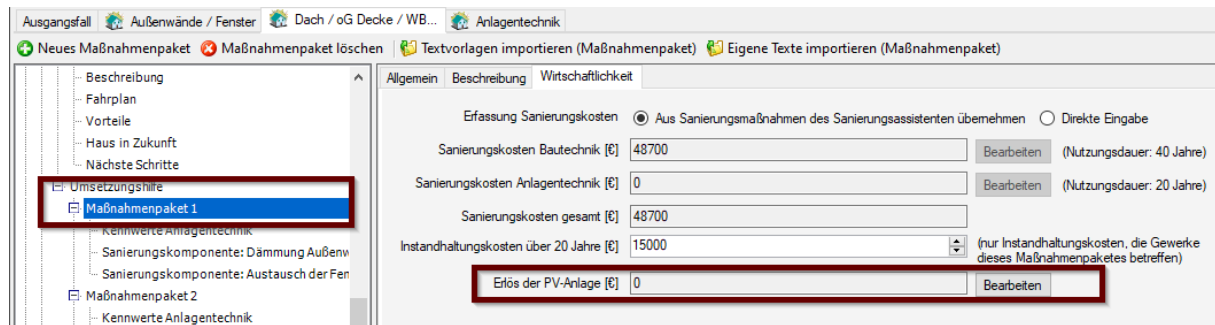 Ausgangsfall Außenwände / Fenster Dach / oG Decke / WB... Anlagentechnik
Neues Maßnahmenpaket Maßnahmenpaket löschen Textvorlagen importieren (Maßnahmenpaket) Eigene Texte importieren (Maßnahmenpaket)
Beschreibung
Fahrplan
Vorteile
Haus in Zukunft
Nächste Schritte
Umsetzungshilfe
Maßnahmenpaket 1
Kennwerte Anlagentechnik
Sanierungskomponente: Dämmung Außenw
Sanierungskomponente: Austausch der Fen
Maßnahmenpaket 2
Kennwerte Anlagentechnik
Allgemein Beschreibung Wirtschaftlichkeit
Erfassung Sanierungskosten Aus Sanierungsmaßnahmen des Sanierungsassistenten übernehmen Direkte Eingabe
Sanierungskosten Bautechnik [€] 48700 Bearbeiten (Nutzungsdauer: 40 Jahre)
Sanierungskosten Anlagentechnik [€] 0 Bearbeiten (Nutzungsdauer: 20 Jahre)
Sanierungskosten gesamt [€] 48700
Instandhaltungskosten über 20 Jahre [€] 15000 (nur Instandhaltungskosten, die Gewerke
dieses Maßnahmenpaketes betreffen)
Erlös der PV-Anlage [€] 0 Bearbeiten